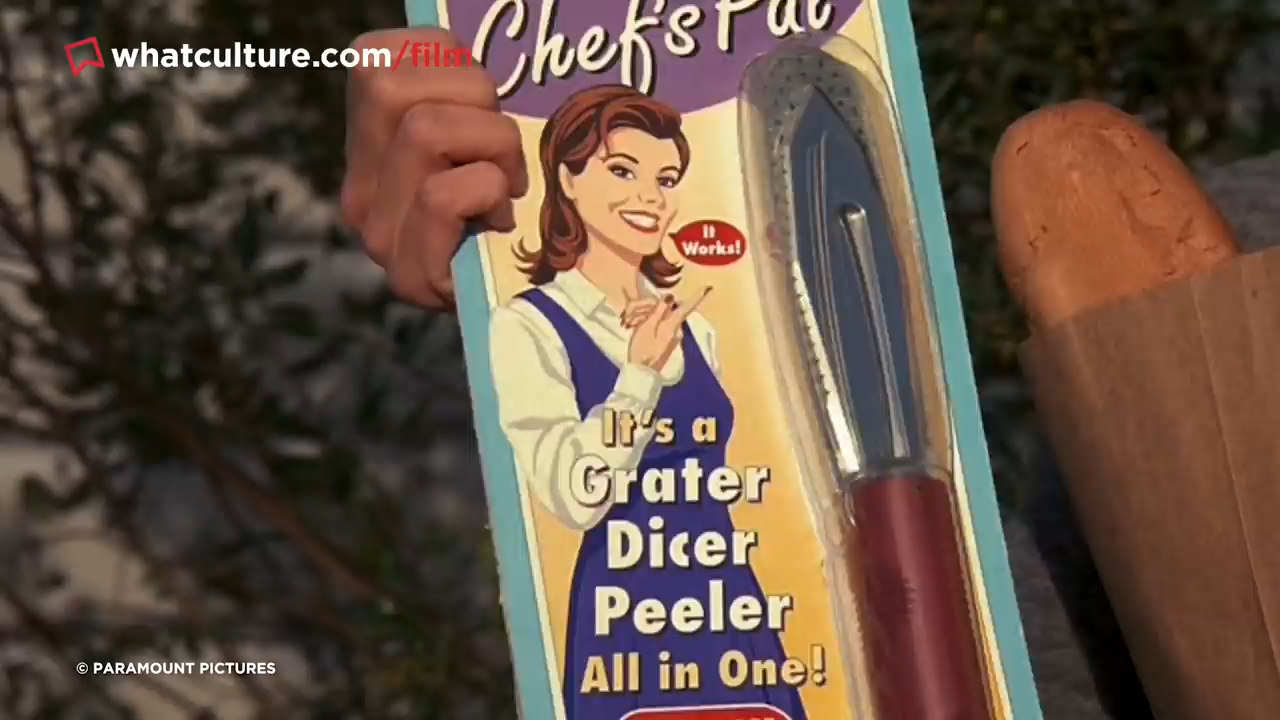 whatculture.com/film
Chef's Pal
It
Works!
It's a
Grater
Dicer
Peeler
All in One!
© PARAMOUNT PICTURES